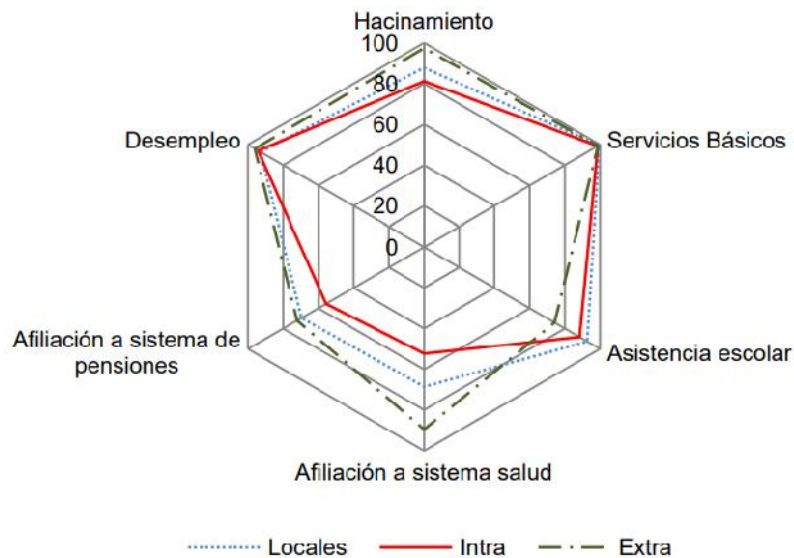 Hacinamiento
100
80
60
40
20
0
Desempleo
Servicios Básicos
Afiliación a sistema de
pensiones
Asistencia escolar
Afiliación a sistema salud
Locales
Intra
Extra